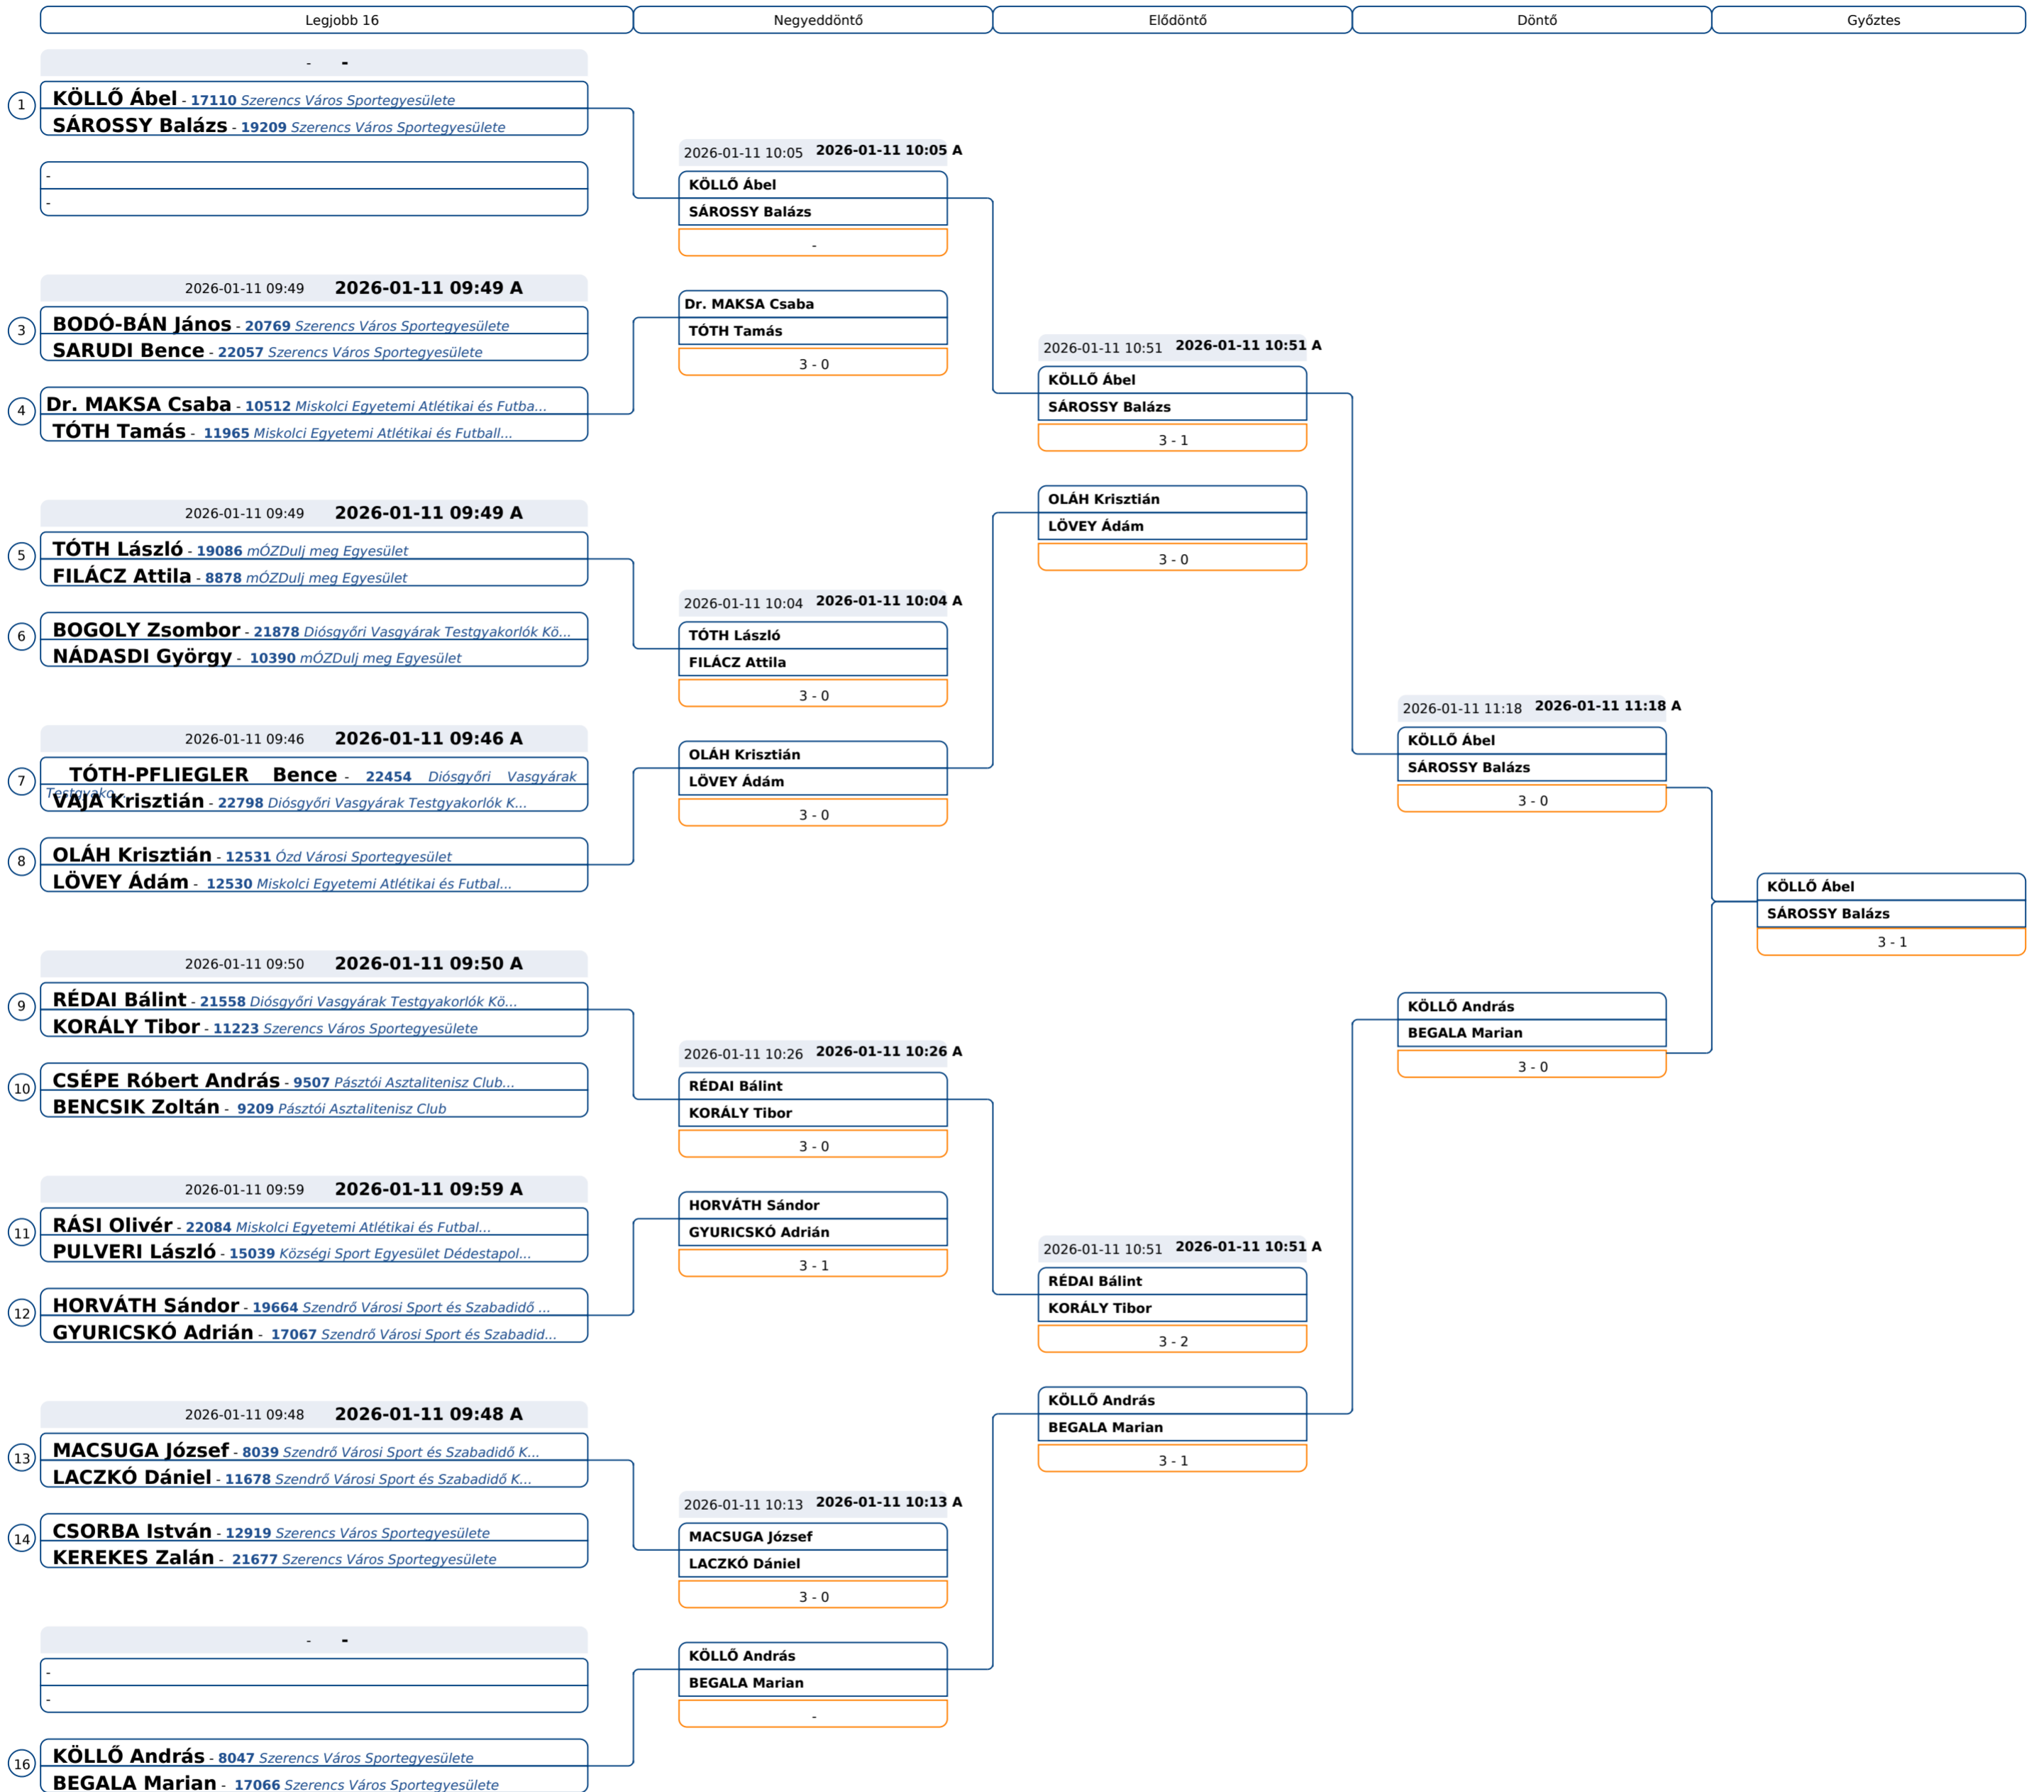 Legjobb 16
Negyeddöntő
Elődöntő
Döntő
Győztes
- -
1
KÖLLŐ Ábel - 17110 Szerencs Város Sportegyesülete
SÁROSSY Balázs - 19209 Szerencs Város Sportegyesülete
-
-
2026-01-11 09:49 2026-01-11 09:49 A
3
BODÓ-BÁN János - 20769 Szerencs Város Sportegyesülete
SARUDI Bence - 22057 Szerencs Város Sportegyesülete
4
Dr. MAKSA Csaba - 10512 Miskolci Egyetemi Atlétikai és Futba...
TÓTH Tamás - 11965 Miskolci Egyetemi Atlétikai és Futball...
2026-01-11 09:49 2026-01-11 09:49 A
5
TÓTH László - 19086 mÓZDulj meg Egyesület
FILÁCZ Attila - 8878 mÓZDulj meg Egyesület
6
BOGOLY Zsombor - 21878 Diósgyőri Vasgyárak Testgyakorlók Kö...
NÁDASDI György - 10390 mÓZDulj meg Egyesület
2026-01-11 09:46 2026-01-11 09:46 A
7
TÓTH-PFLIEGLER Bence - 22454 Diósgyőri Vasgyárak
Testgyako...
VAJA Krisztián - 22798 Diósgyőri Vasgyárak Testgyakorlók K...
8
OLÁH Krisztián - 12531 Ózd Városi Sportegyesület
LÖVEY Ádám - 12530 Miskolci Egyetemi Atlétikai és Futbal...
2026-01-11 09:50 2026-01-11 09:50 A
9
RÉDAI Bálint - 21558 Diósgyőri Vasgyárak Testgyakorlók Kö...
KORÁLY Tibor - 11223 Szerencs Város Sportegyesülete
10
CSÉPE Róbert András - 9507 Pásztói Asztalitenisz Club...
BENCSIK Zoltán - 9209 Pásztói Asztalitenisz Club
2026-01-11 09:59 2026-01-11 09:59 A
11
RÁSI Olivér - 22084 Miskolci Egyetemi Atlétikai és Futbal...
PULVERI László - 15039 Községi Sport Egyesület Dédestapol...
12
HORVÁTH Sándor - 19664 Szendrő Városi Sport és Szabadidő ...
GYURICSKÓ Adrián - 17067 Szendrő Városi Sport és Szabadid...
2026-01-11 09:48 2026-01-11 09:48 A
13
MACSUGA József - 8039 Szendrő Városi Sport és Szabadidő K...
LACZKÓ Dániel - 11678 Szendrő Városi Sport és Szabadidő K...
14
CSORBA István - 12919 Szerencs Város Sportegyesülete
KEREKES Zalán - 21677 Szerencs Város Sportegyesülete
- -
-
-
16
KÖLLŐ András - 8047 Szerencs Város Sportegyesülete
BEGALA Marian - 17066 Szerencs Város Sportegyesülete
2026-01-11 10:05 2026-01-11 10:05 A
KÖLLŐ Ábel
SÁROSSY Balázs
-
Dr. MAKSA Csaba
TÓTH Tamás
3 - 0
2026-01-11 10:04 2026-01-11 10:04 A
TÓTH László
FILÁCZ Attila
3 - 0
OLÁH Krisztián
LÖVEY Ádám
3 - 0
2026-01-11 10:26 2026-01-11 10:26 A
RÉDAI Bálint
KORÁLY Tibor
3 - 0
HORVÁTH Sándor
GYURICSKÓ Adrián
3 - 1
2026-01-11 10:13 2026-01-11 10:13 A
MACSUGA József
LACZKÓ Dániel
3 - 0
KÖLLŐ András
BEGALA Marian
-
2026-01-11 10:51 2026-01-11 10:51 A
KÖLLŐ Ábel
SÁROSSY Balázs
3 - 1
OLÁH Krisztián
LÖVEY Ádám
3 - 0
2026-01-11 10:51 2026-01-11 10:51 A
RÉDAI Bálint
KORÁLY Tibor
3 - 2
KÖLLŐ András
BEGALA Marian
3 - 1
2026-01-11 11:18 2026-01-11 11:18 A
KÖLLŐ Ábel
SÁROSSY Balázs
3 - 0
KÖLLŐ András
BEGALA Marian
3 - 0
KÖLLŐ Ábel
SÁROSSY Balázs
3 - 1